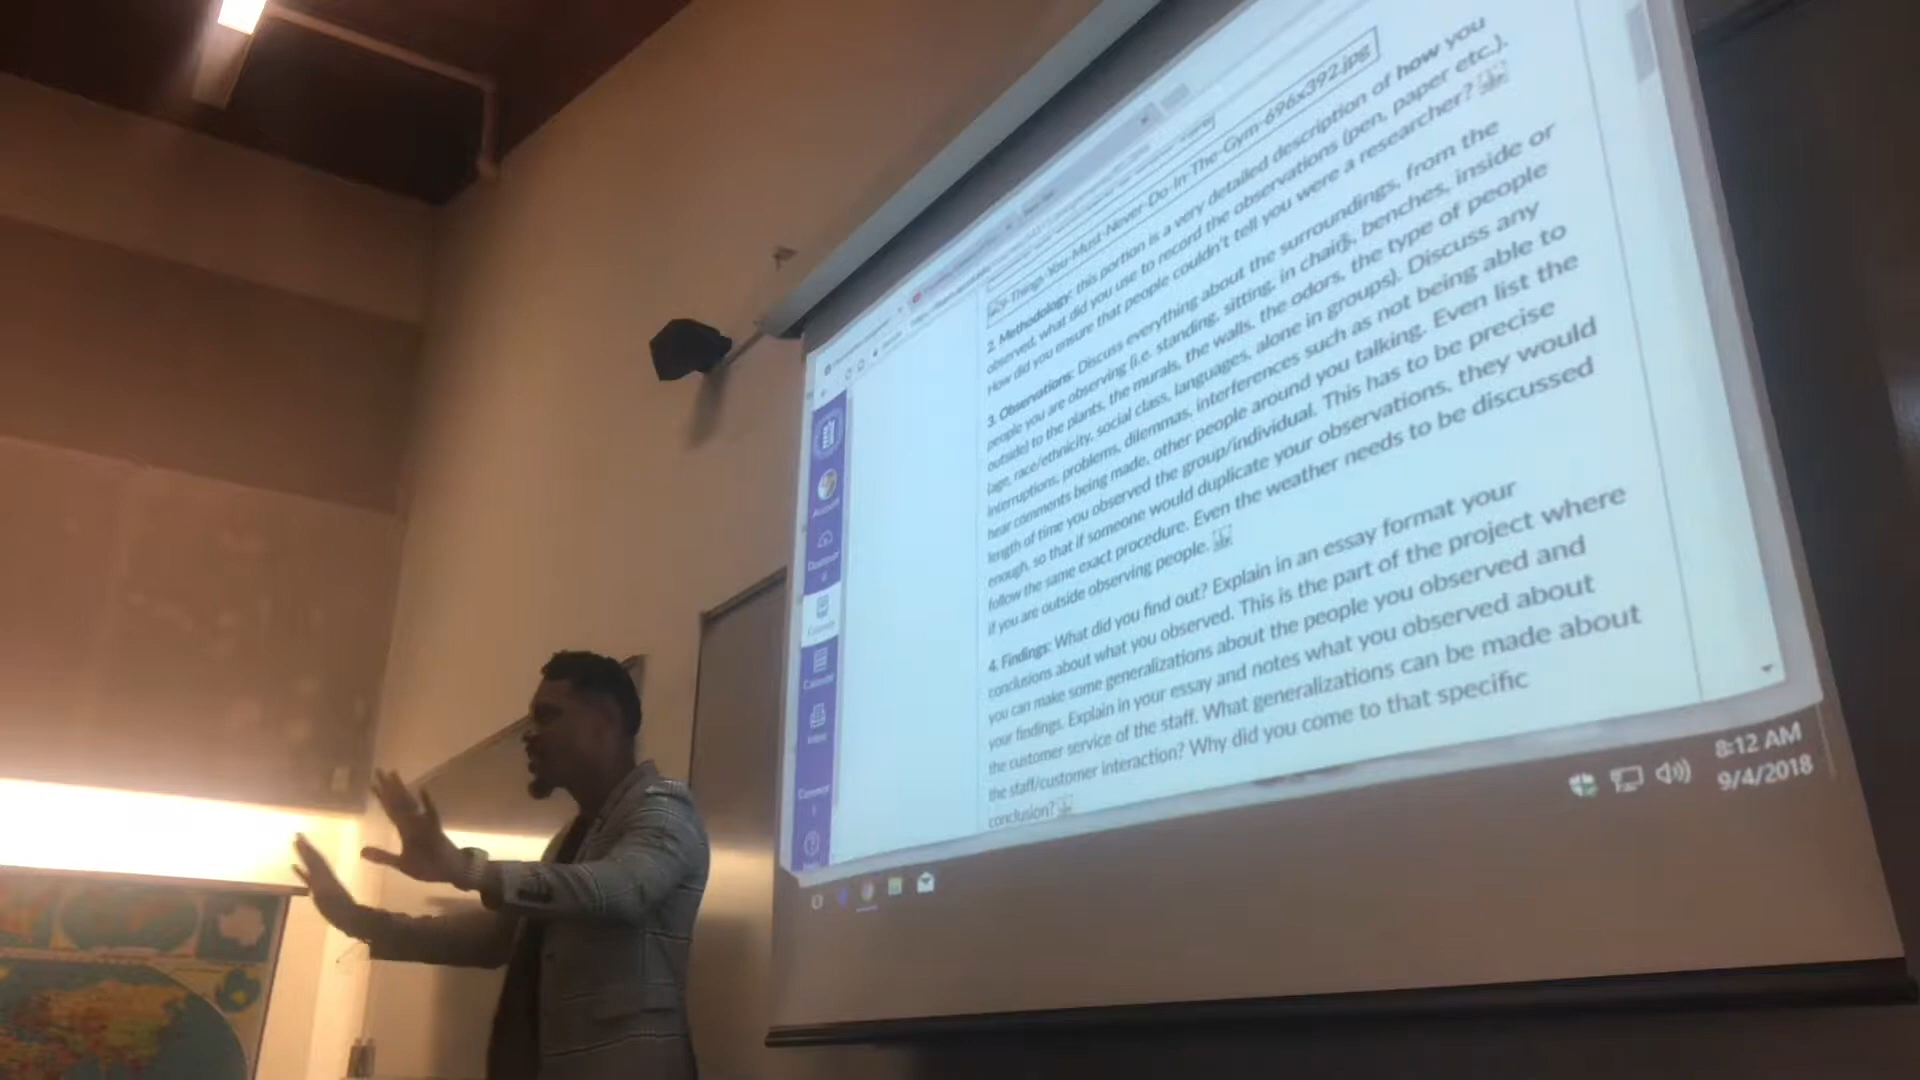 9-Things-You-Must-Never-Do-In-The-Gym-696x392.jpg
2. Methodology: this portion is a very detailed description of how you
observed, what did you use to record the observations (pen, paper etc.).
How did you ensure that people couldn't tell you were a researcher?
3. Observations: Discuss everything about the surroundings, from the
people you are observing (i.e. standing, sitting, in chairs, benches, inside or
outside) to the plants, the murals, the walls, the odors, the type of people
(age, race/ethnicity, social class, languages, alone in groups). Discuss any
interruptions, problems, dilemmas, interferences such as not being able to
hear comments being made, other people around you talking. Even list the
length of time you observed the group/individual. This has to be precise
enough, so that if someone would duplicate your observations, they would
follow the same exact procedure. Even the weather needs to be discussed
if you are outside observing people.
4. Findings: What did you find out? Explain in an essay format your
conclusions about what you observed. This is the part of the project where
you can make some generalizations about the people you observed and
your findings. Explain in your essay and notes what you observed about
the customer service of the staff. What generalizations can be made about
the staff/customer interaction? Why did you come to that specific
conclusion?
Account
Courses
Calendar
Inbox
8:12 AM
9/4/2018